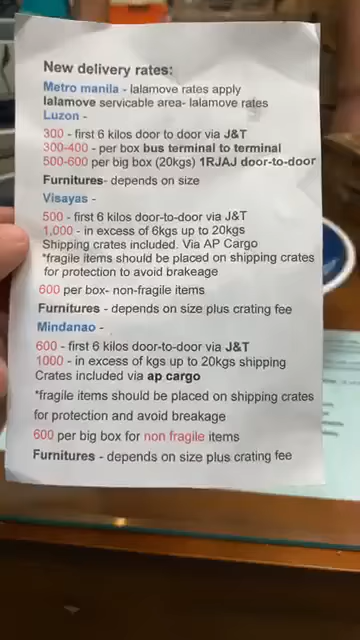 New delivery rates:
Metro manila - lalamove rates apply
lalamove servicable area- lalamove rates
Luzon -
300 - first 6 kilos door to door via J&T
300-400 - per box bus terminal to terminal
500-600 per big box (20kgs) 1RJAJ door-to-door
Furnitures- depends on size
Visayas -
500 - first 6 kilos door-to-door via J&T
1,000 - in excess of 6kgs up to 20kgs
Shipping crates included. Via AP Cargo
*fragile items should be placed on shipping crates
for protection to avoid breakage
600 per box- non-fragile items
Furnitures - depends on size plus crating fee
Mindanao -
600 - first 6 kilos door-to-door via J&T
1000 - in excess of kgs up to 20kgs shipping
Crates included via ap cargo
*fragile items should be placed on shipping crates
for protection and avoid breakage
600 per big box for non fragile items
Furnitures - depends on size plus crating fee